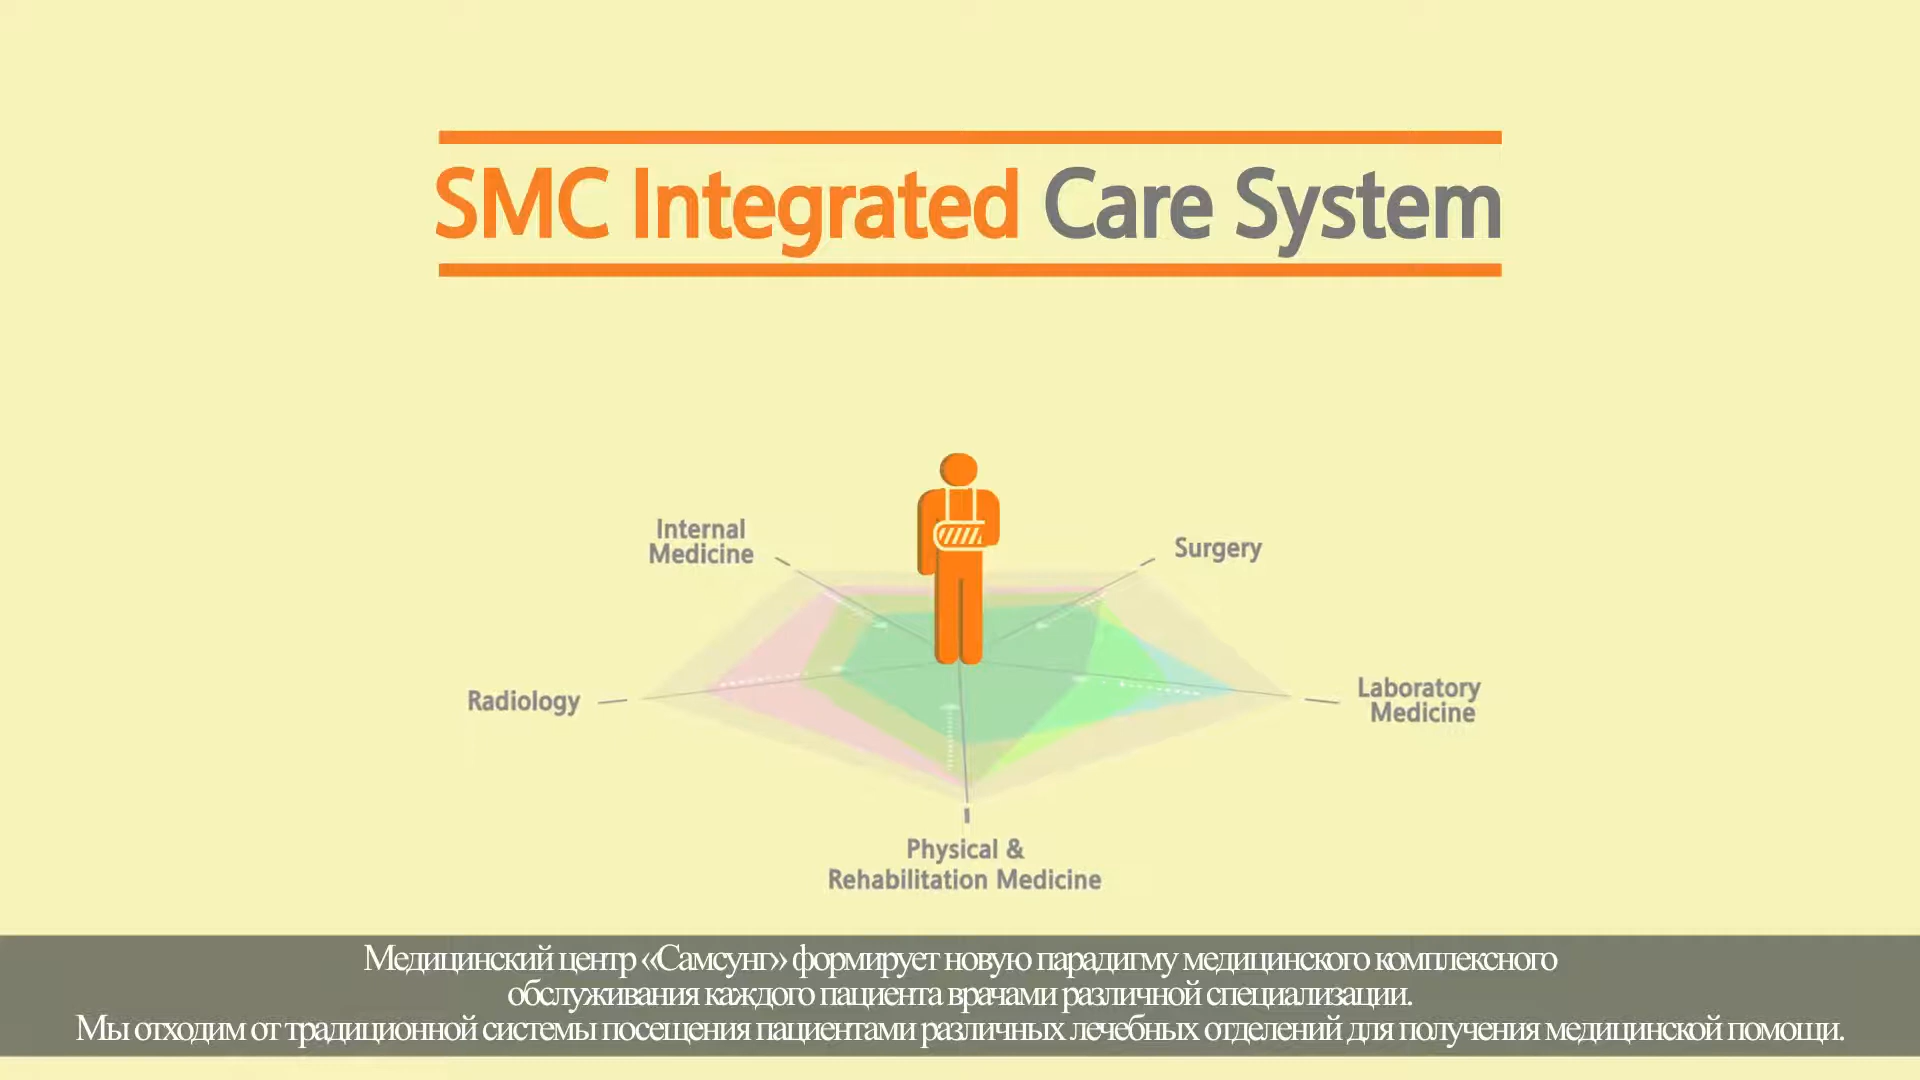 SMC Integrated Care System
Internal
Medicine
Surgery
Radiology
Laboratory
Medicine
Physical &
Rehabilitation Medicine
Медицинский центр «Самсунг» формирует новую парадигму медицинского комплексного
обслуживания каждого пациента врачами различной специализации.
Мы отходим от традиционной системы посещения пациентами различных лечебных отделений для получения медицинской помощи.